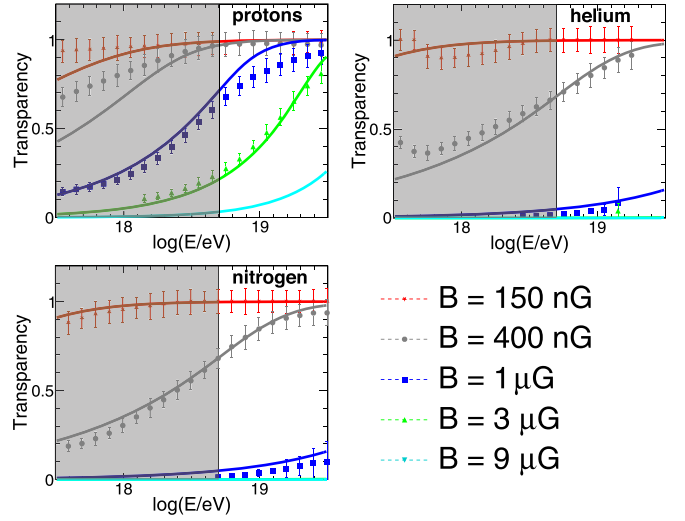 protons
Transparency
1
0.5
0
18
19
log(E/eV)
helium
Transparency
1
0.5
0
18
19
log(E/eV)
nitrogen
Transparency
1
0.5
0
18
19
log(E/eV)
B = 150 nG
B = 400 nG
B = 1 μG
B = 3 μG
B = 9 μG